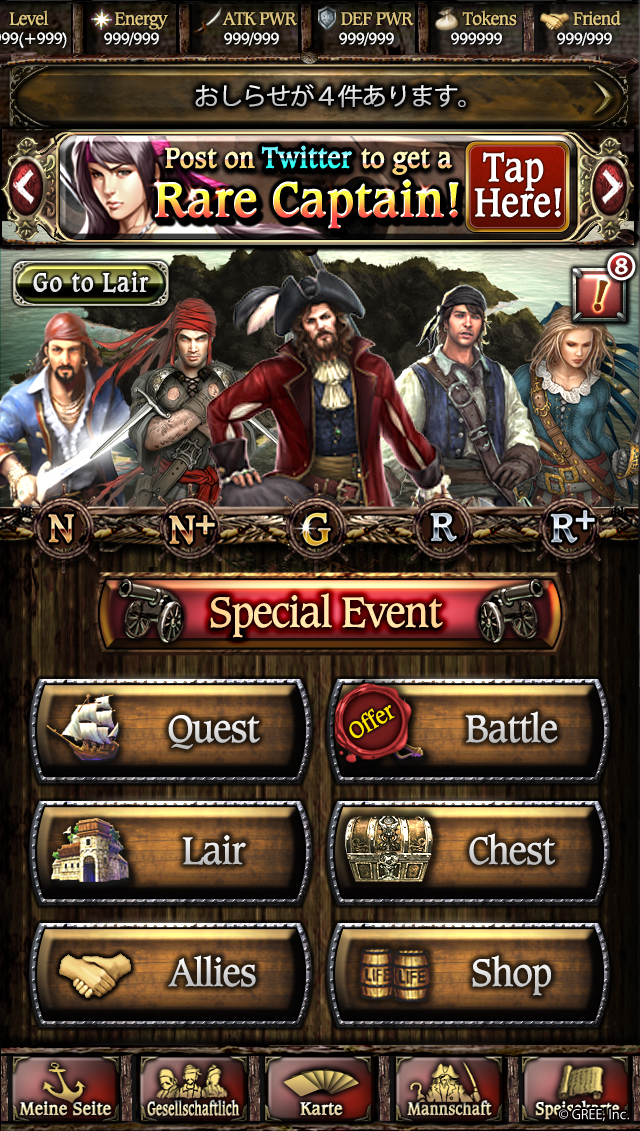 Level
Energy
ATK PWR
DEF PWR
Tokens
Friend
999(+999)
999/999
999/999
999/999
999999
999/999
おしらせが４件あります。
Post on Twitter to get a
Rare Captain!
Tap
Here!
Go to Lair
8
!
N
N+
G
R
R+
Special Event
Quest
Offer
Battle
Lair
Chest
Allies
LIFE
LIFE
Shop
Meine Seite
Gesellschaftlich
Karte
Mannschaft
Speisekarte
© GREE, Inc.